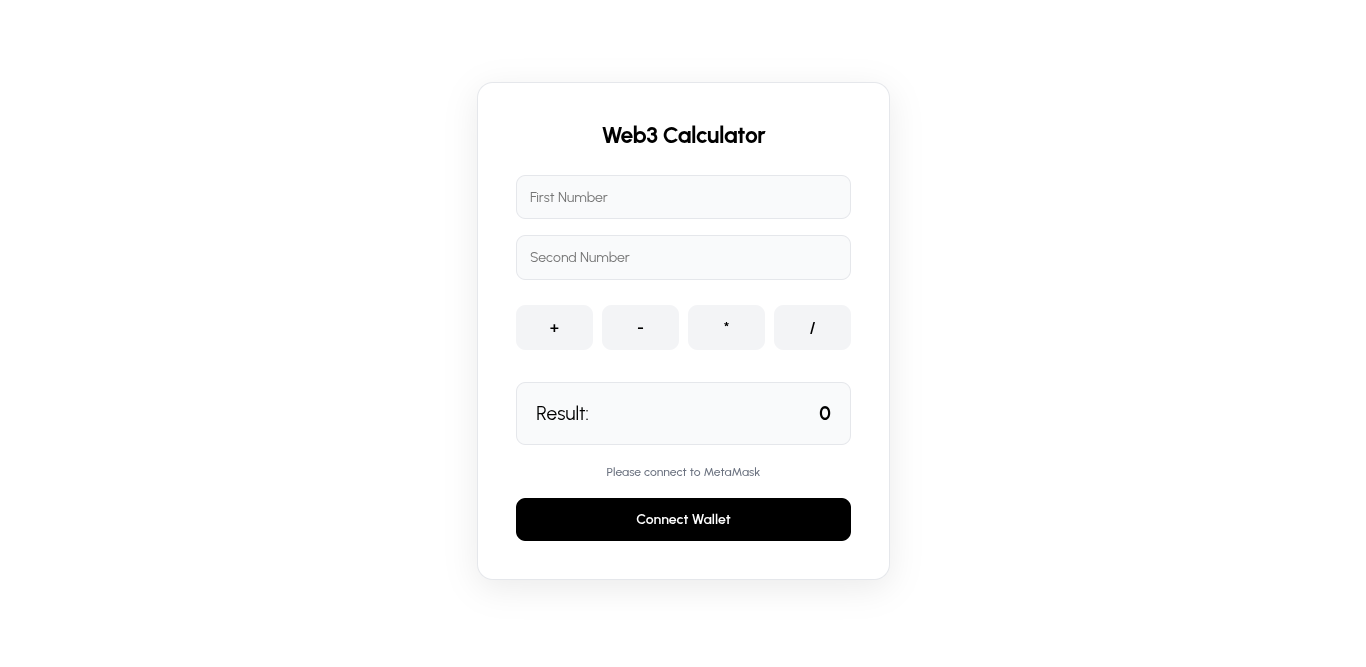 Web3 Calculator
First Number
Second Number
+ - * /
Result: 0
Please connect to MetaMask
Connect Wallet